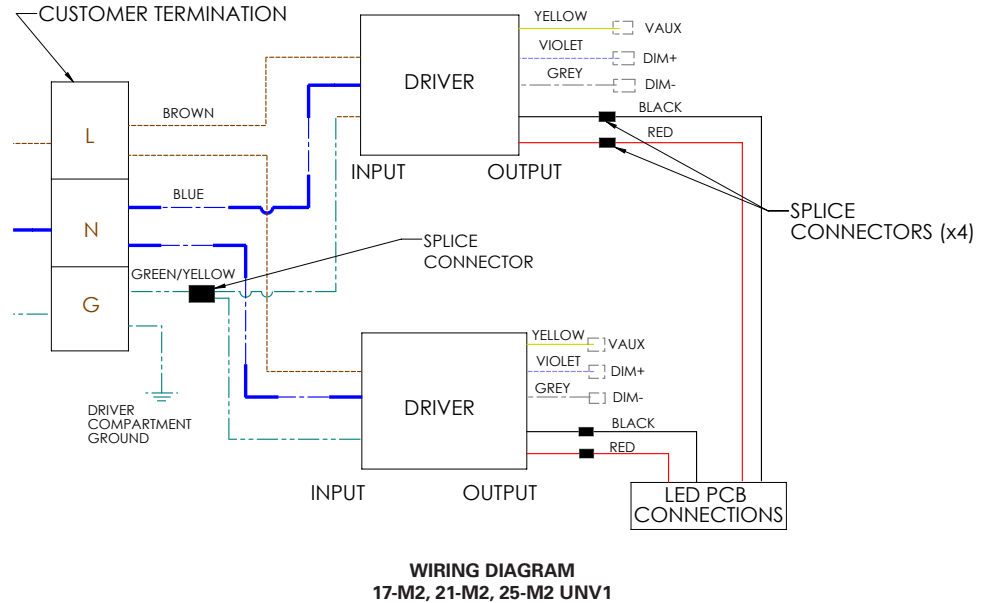 CUSTOMER TERMINATION
L
N
G
BROWN
BLUE
GREEN/YELLOW
SPLICE
CONNECTOR
DRIVER
COMPARTMENT
GROUND
DRIVER
INPUT
OUTPUT
YELLOW
VAUX
VIOLET
DIM+
GREY
DIM-
BLACK
RED
SPLICE
CONNECTORS (x4)
DRIVER
INPUT
OUTPUT
YELLOW
VAUX
VIOLET
DIM+
GREY
DIM-
BLACK
RED
LED PCB
CONNECTIONS
WIRING DIAGRAM
17-M2, 21-M2, 25-M2 UNV1